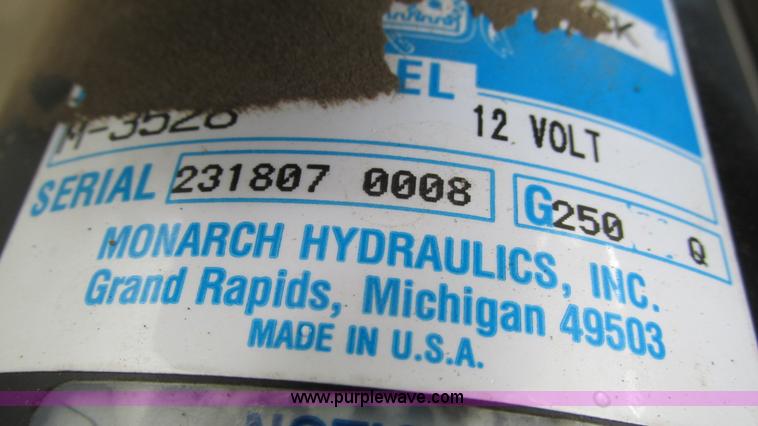 EL
M-3528 12 VOLT
SERIAL 231807 0008 G250 Q
MONARCH HYDRAULICS, INC.
Grand Rapids, Michigan 49503
MADE IN U.S.A.
www.purplewave.com